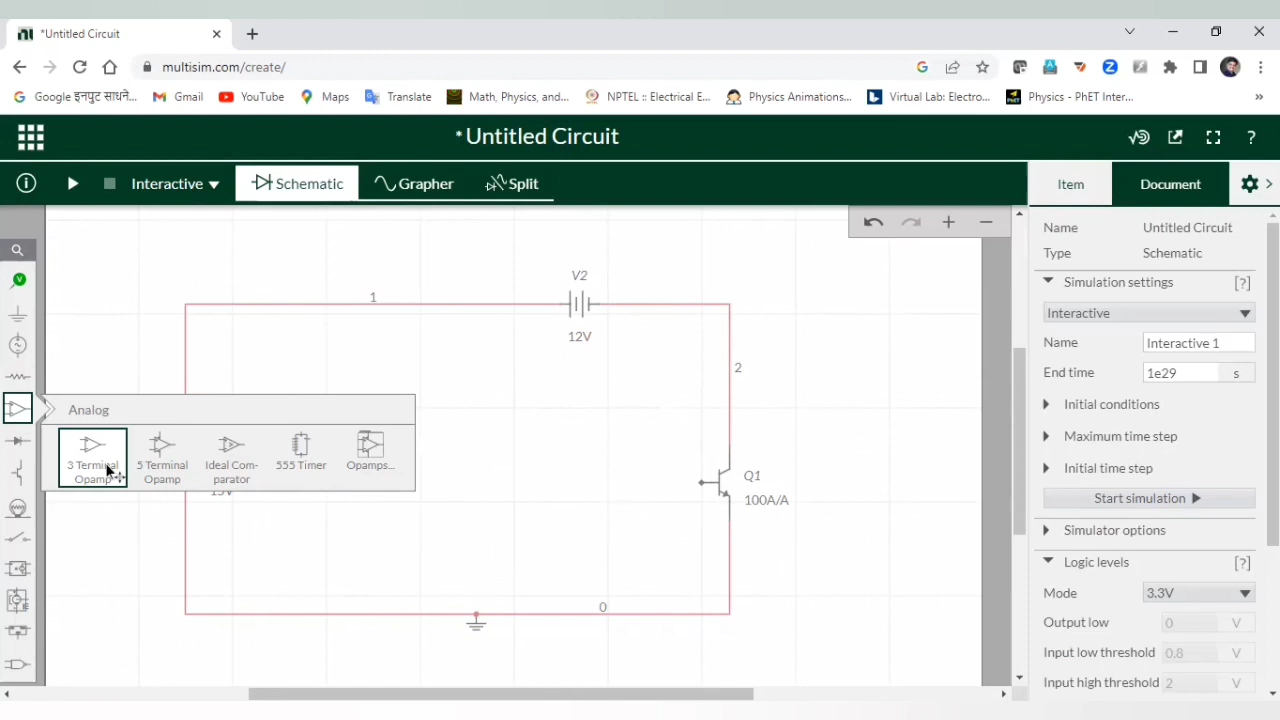 *Untitled Circuit
multisim.com/create/
Google इनपुट साधने...
Gmail
YouTube
Maps
Translate
Math, Physics, and...
NPTEL :: Electrical E...
Physics Animations...
Virtual Lab: Electro...
Physics - PhET Inter...
»
* Untitled Circuit
?
Interactive
Schematic
Grapher
Split
Item
Document
Name
Untitled Circuit
Type
Schematic
Simulation settings
[?]
Interactive
Name
Interactive 1
End time
1e29
s
Initial conditions
Maximum time step
Initial time step
Start simulation
Simulator options
Logic levels
[?]
Mode
3.3V
Output low
0
V
Input low threshold
0.8
V
Input high threshold
2
V
V2
1
12V
2
Analog
3 Terminal
Opamp
5 Terminal
Opamp
Ideal Com-
parator
555 Timer
Opamps...
Q1
100A/A
0